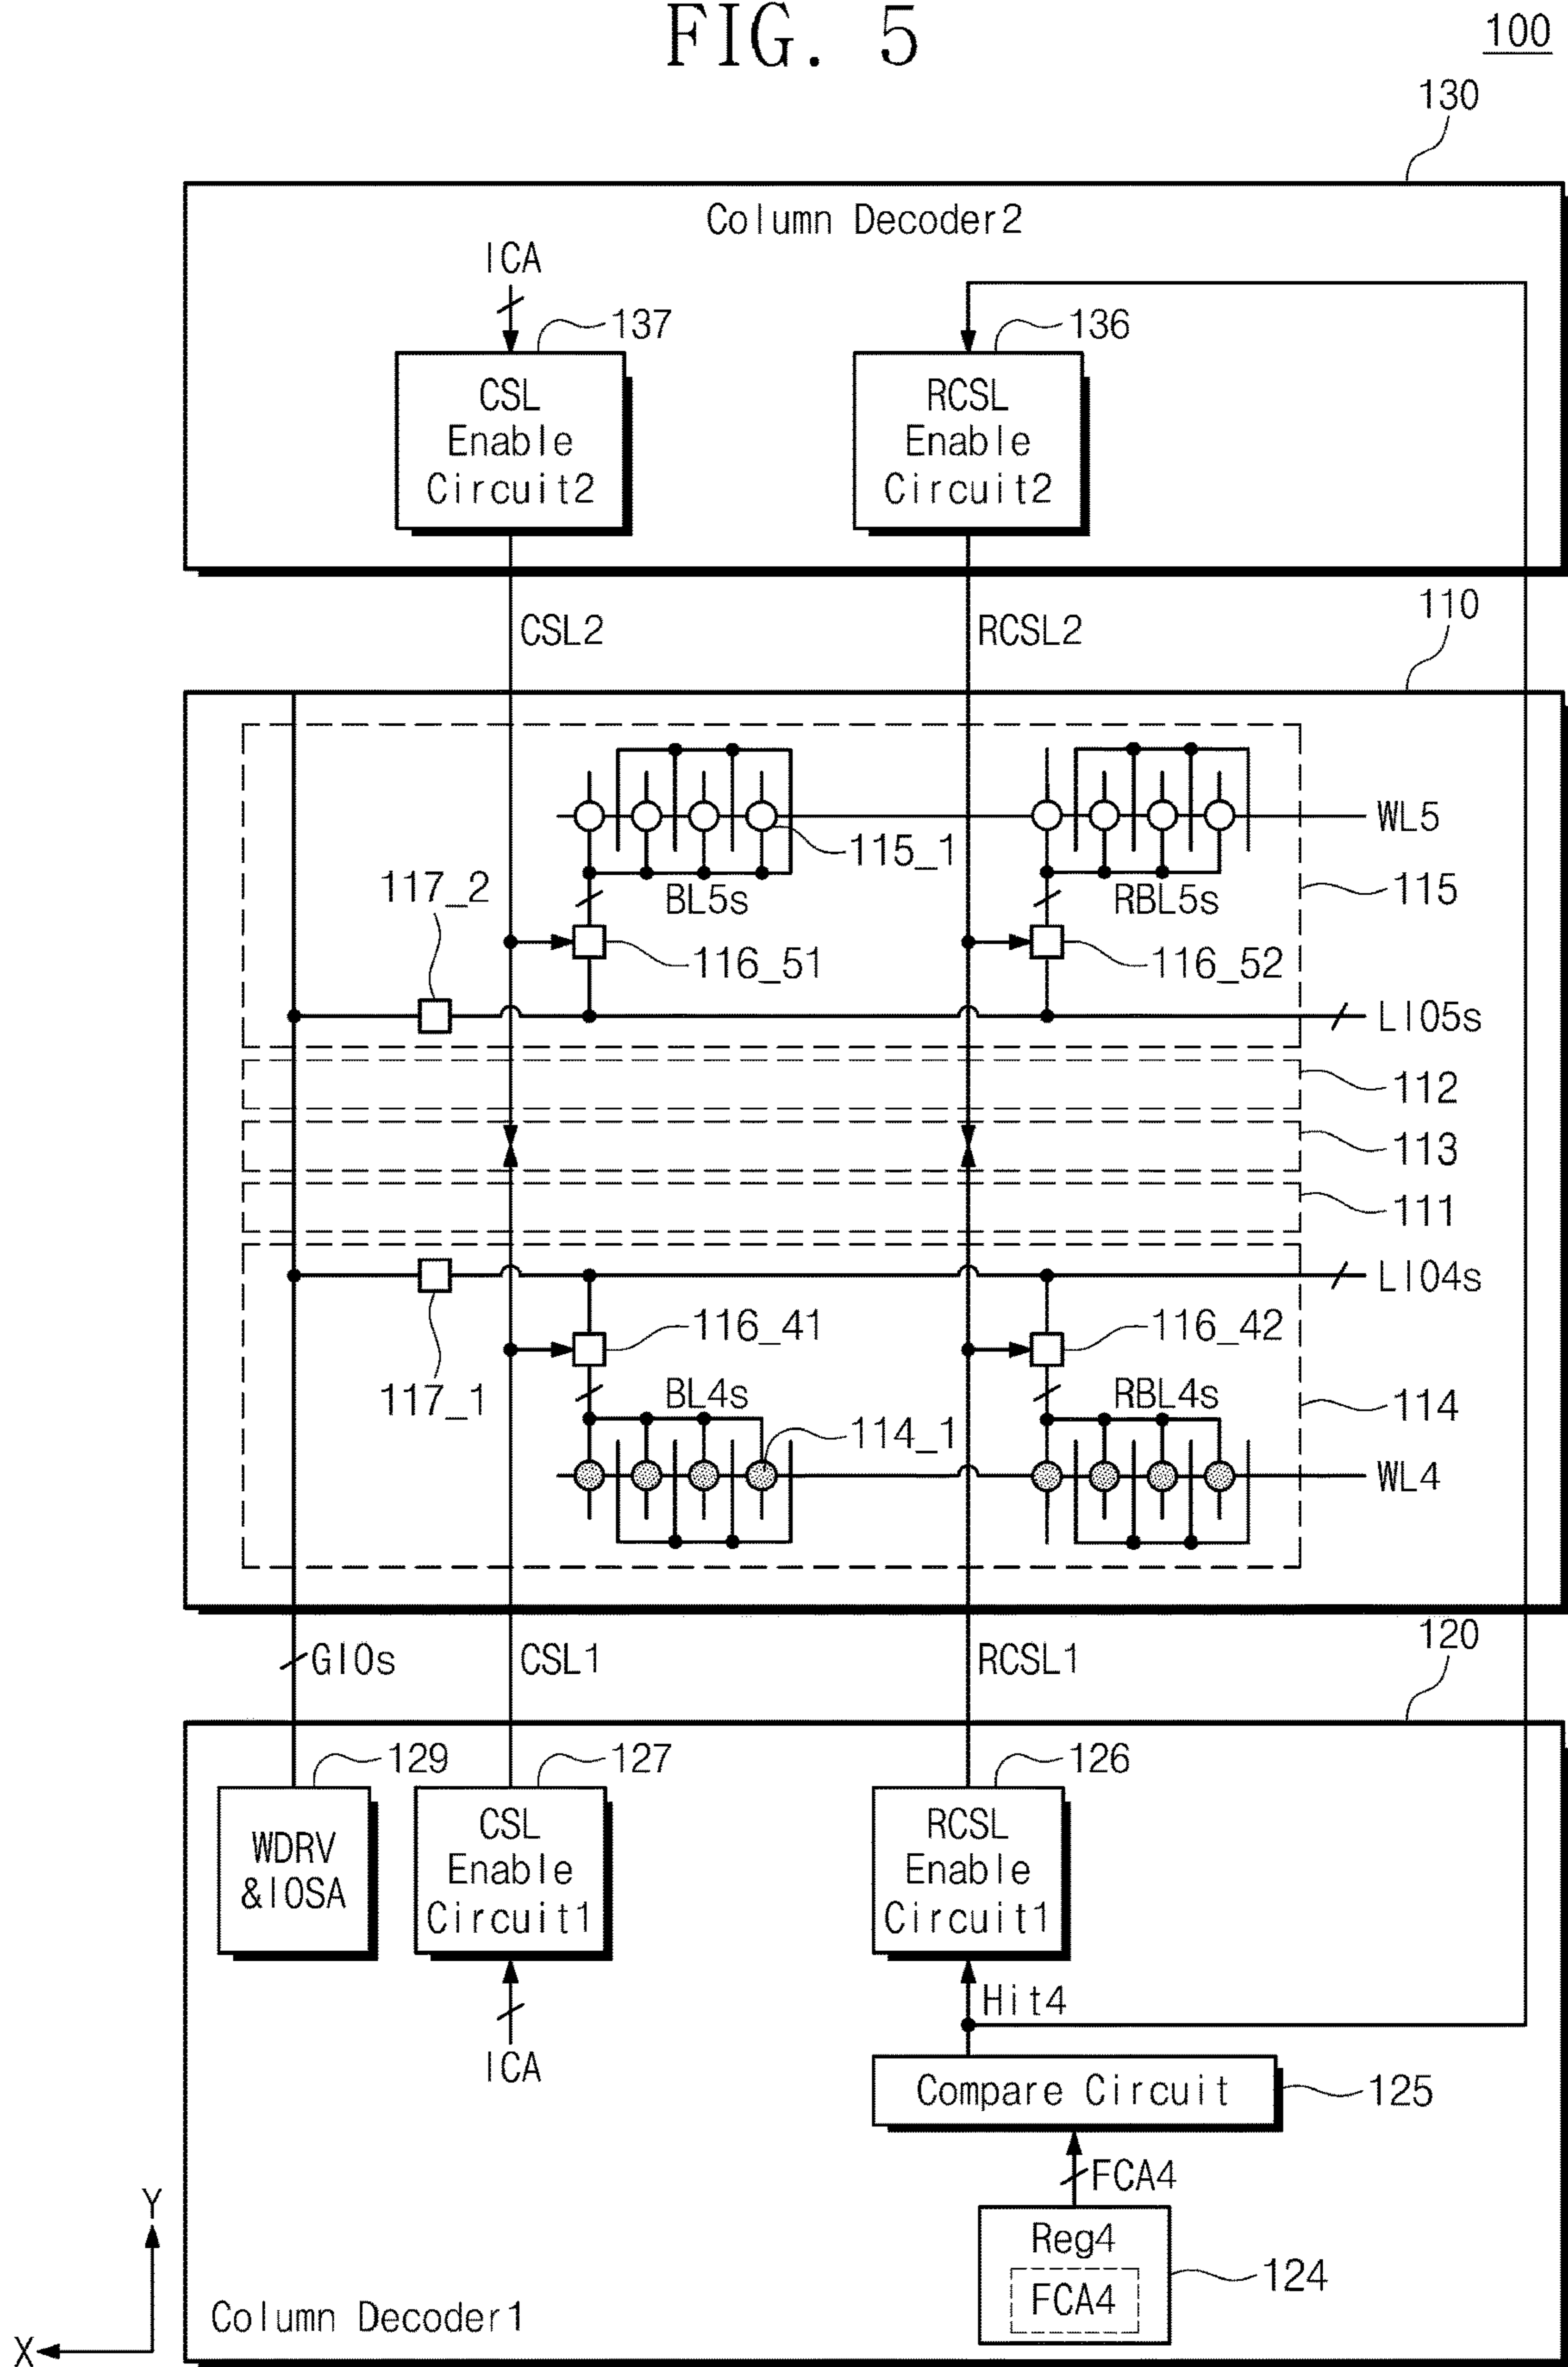 FIG. 5
100
130
Column Decoder2
ICA
137
136
CSL
Enable
Circuit2
RCSL
Enable
Circuit2
110
CSL2
RCSL2
WL5
115_1
117_2
BL5s
RBL5s
115
116_51
116_52
LIO5s
112
113
111
LIO4s
116_41
116_42
117_1
BL4s
RBL4s
114
114_1
WL4
120
GIOs
CSL1
RCSL1
129
127
126
WDRV
&IOSA
CSL
Enable
Circuit1
RCSL
Enable
Circuit1
Hit4
ICA
Compare Circuit
125
FCA4
Y
Reg4
124
FCA4
Column Decoder1
X